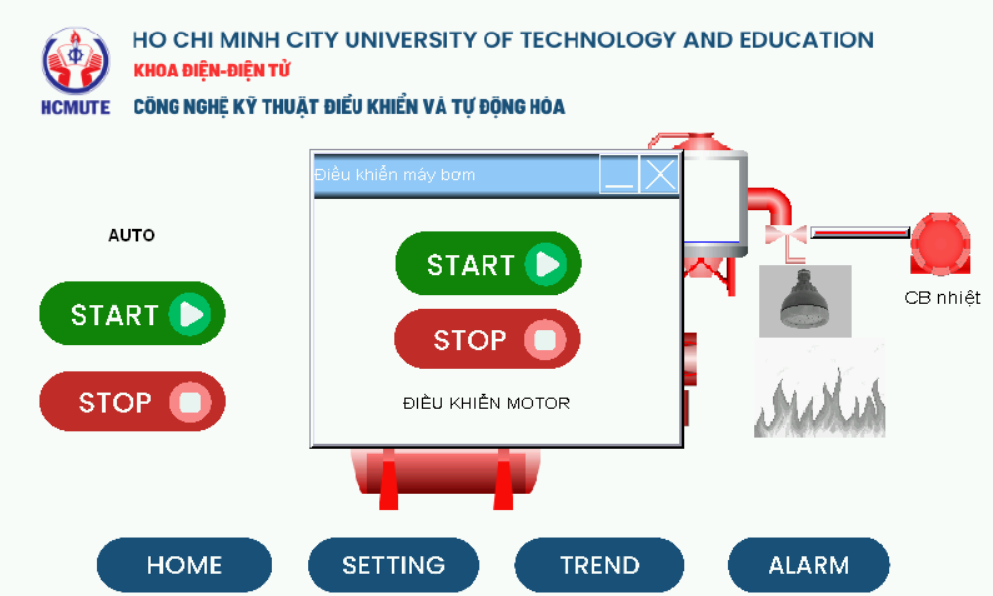 HO CHI MINH CITY UNIVERSITY OF TECHNOLOGY AND EDUCATION
KHOA ĐIỆN-ĐIỆN TỬ
HCMUTE
CÔNG NGHỆ KỸ THUẬT ĐIỀU KHIỂN VÀ TỰ ĐỘNG HÓA
Điều khiển máy bơm
AUTO
START
STOP
START
STOP
ĐIỀU KHIỂN MOTOR
CB nhiệt
HOME
SETTING
TREND
ALARM